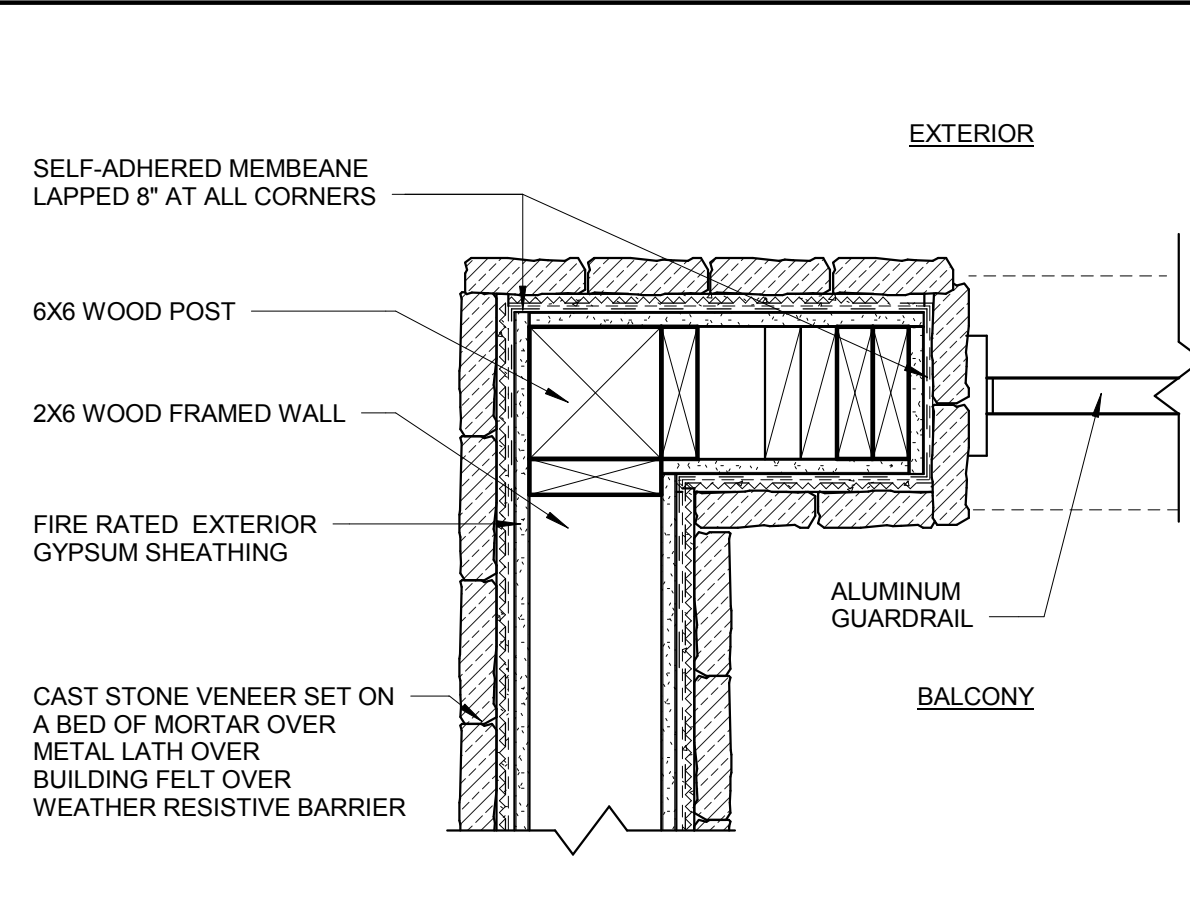 EXTERIOR
SELF-ADHERED MEMBEANE
LAPPED 8" AT ALL CORNERS
6X6 WOOD POST
2X6 WOOD FRAMED WALL
FIRE RATED EXTERIOR
GYPSUM SHEATHING
ALUMINUM
GUARDRAIL
CAST STONE VENEER SET ON
A BED OF MORTAR OVER
METAL LATH OVER
BUILDING FELT OVER
WEATHER RESISTIVE BARRIER
BALCONY